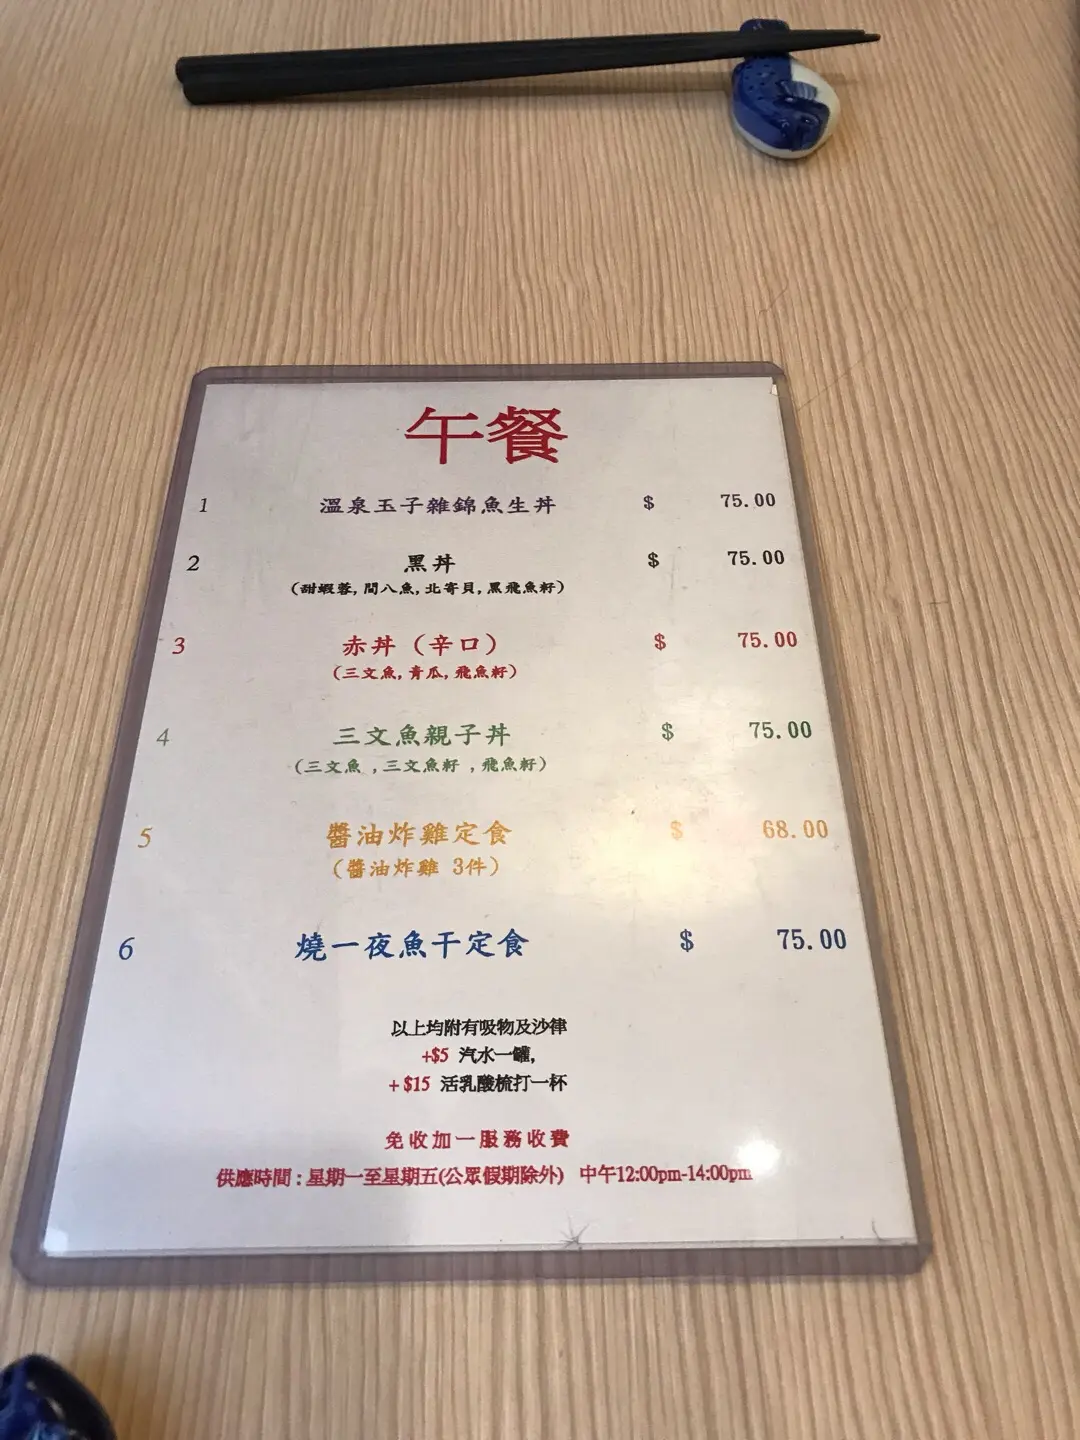 午餐
1 溫泉玉子雜錦魚生丼 $ 75.00
2 黑丼 $ 75.00
(甜蝦蓉, 間八魚, 北寄貝, 黑飛魚籽)
3 赤丼 (辛口) $ 75.00
(三文魚, 青瓜, 飛魚籽)
4 三文魚親子丼 $ 75.00
(三文魚 , 三文魚籽 , 飛魚籽)
5 醬油炸雞定食 $ 68.00
(醬油炸雞 3件)
6 燒一夜魚干定食 $ 75.00
以上均附有吸物及沙律
+$5 汽水一罐,
+ $15 活乳酸梳打一杯
免收加一服務收費
供應時間 : 星期一至星期五(公眾假期除外) 中午12:00pm-14:00pm